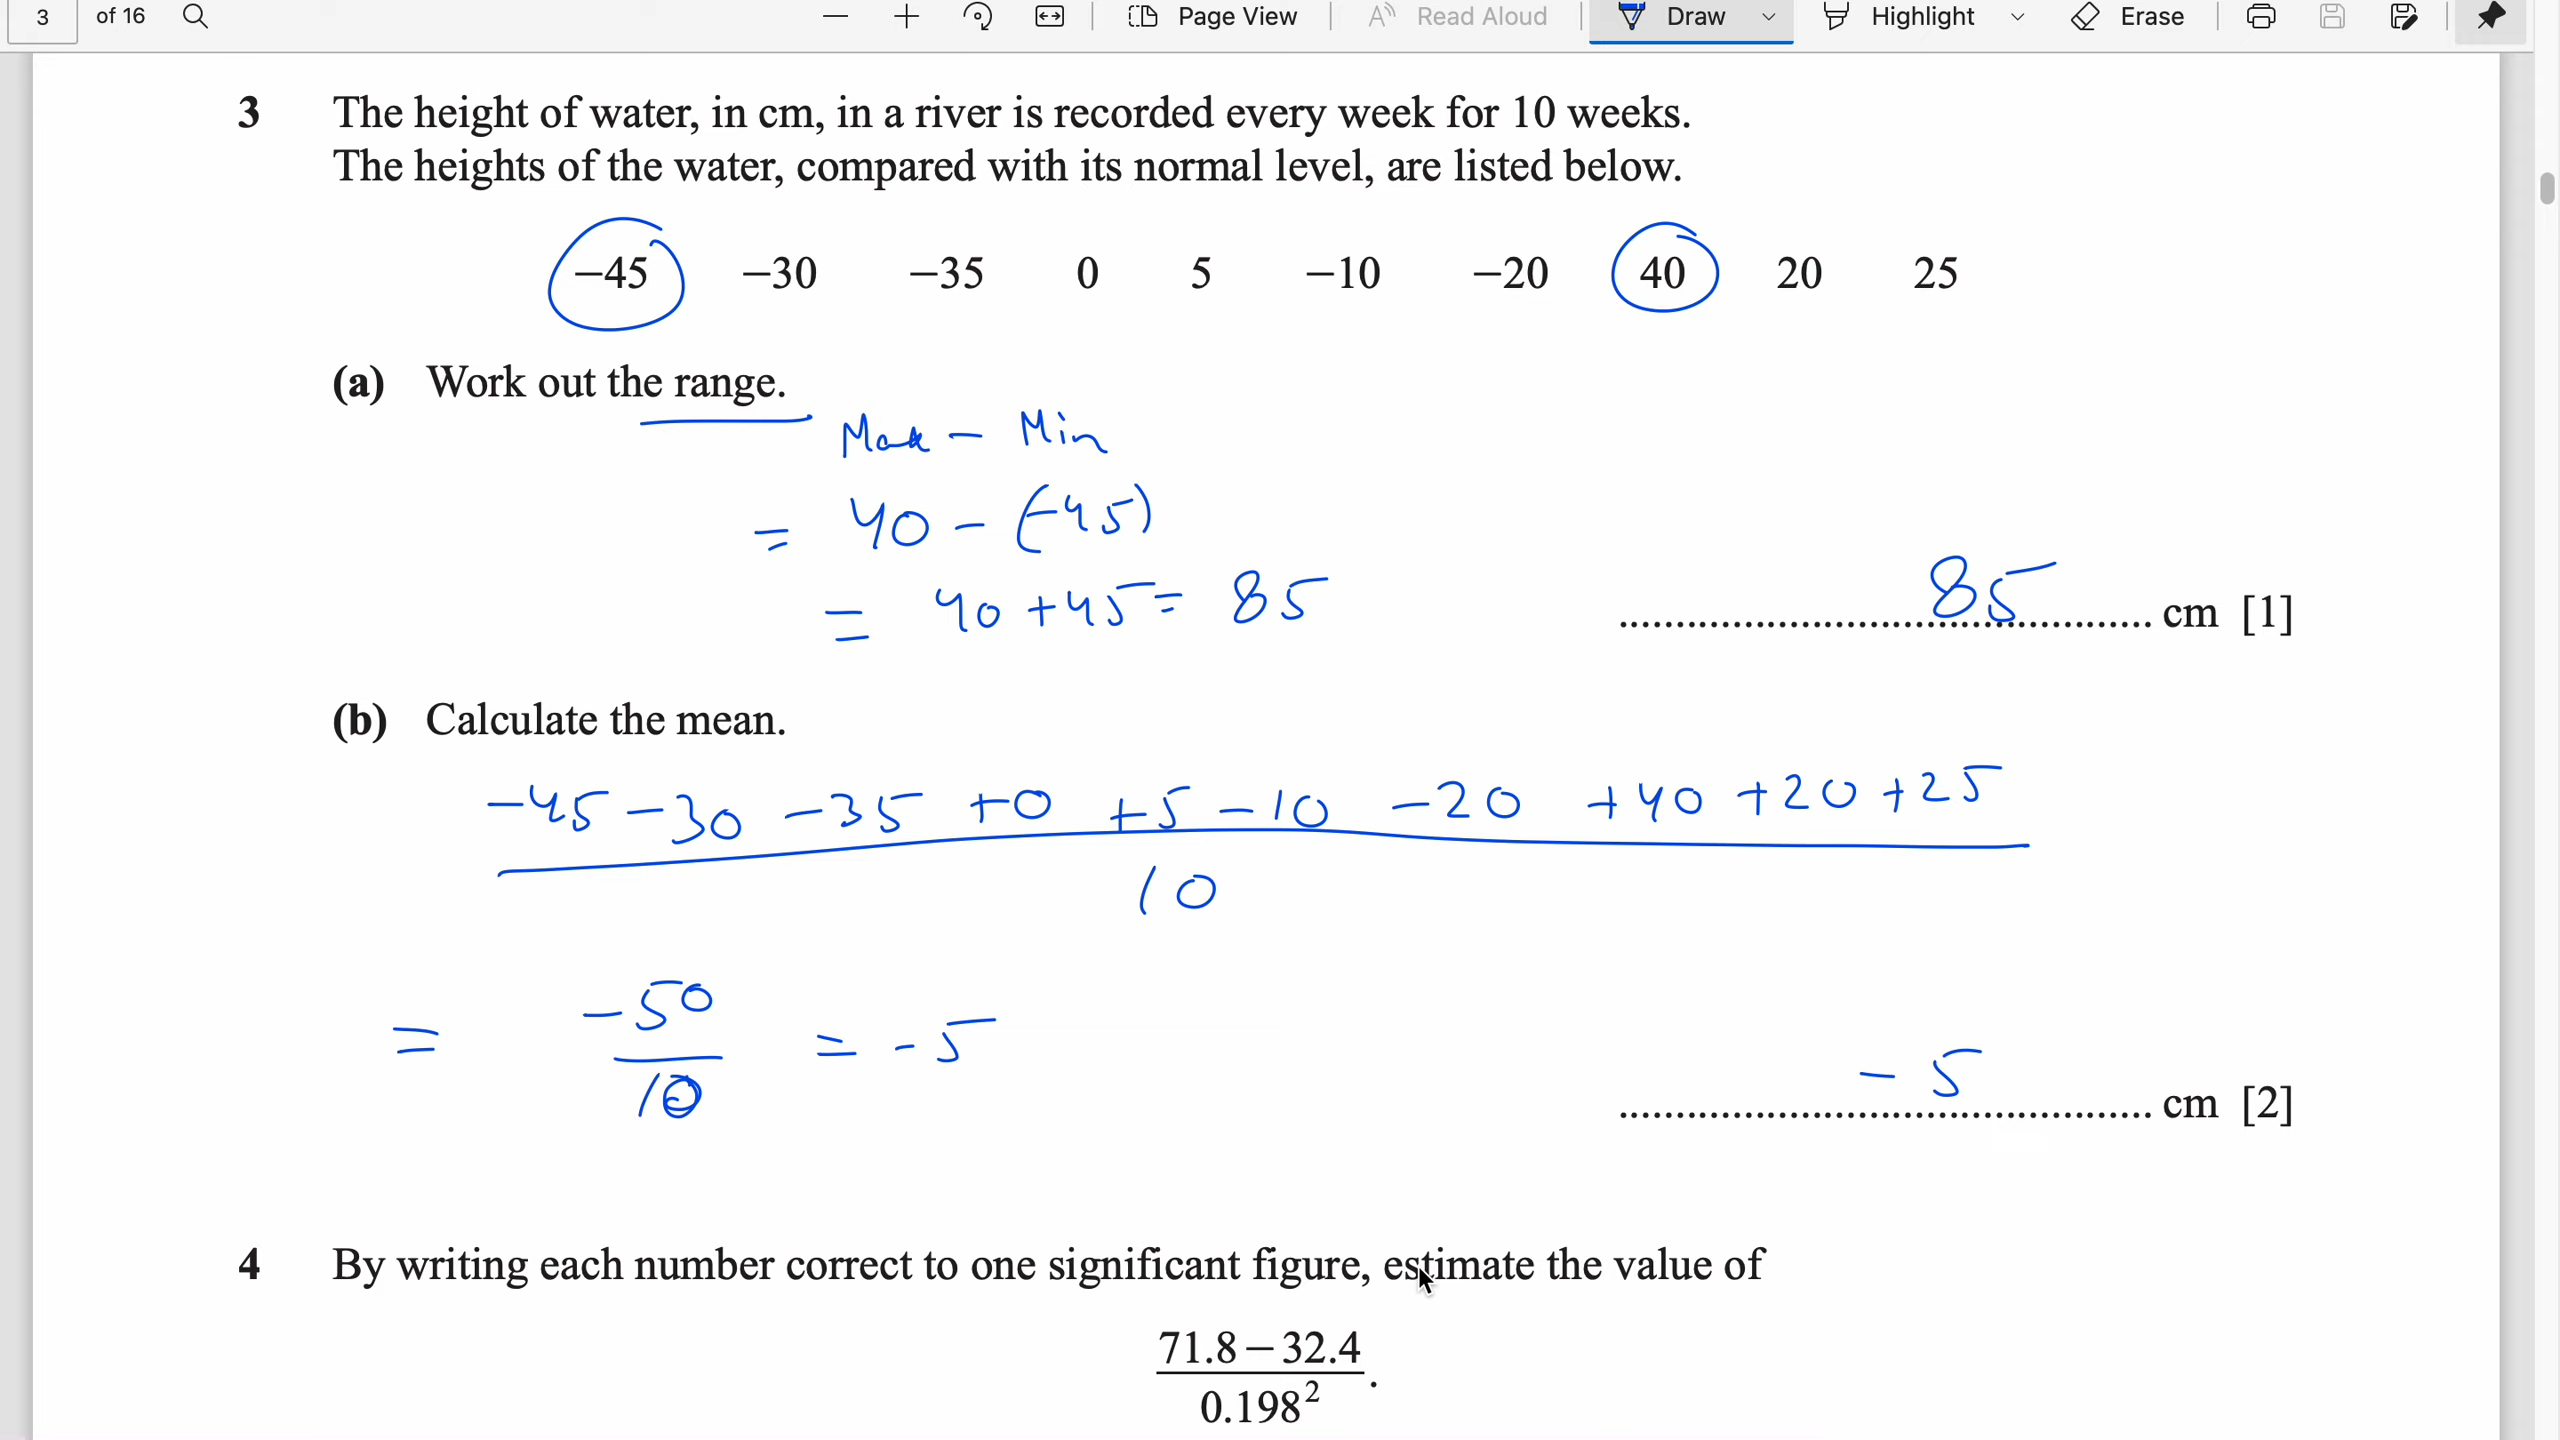 3 of 16 Page View Read Aloud Draw Highlight Erase
3 The height of water, in cm, in a river is recorded every week for 10 weeks.
The heights of the water, compared with its normal level, are listed below.
−45 −30 −35 0 5 −10 −20 40 20 25
(a) Work out the range.
Max − Min
= 40 − (−45)
= 40 + 45 = 85
85
.............................................. cm [1]
(b) Calculate the mean.
−45 −30 −35 +0 +5 −10 −20 +40 +20 +25
10
= −50
10
= −5
−5
.............................................. cm [2]
4 By writing each number correct to one significant figure, estimate the value of
71.8 − 32.4
0.198² .